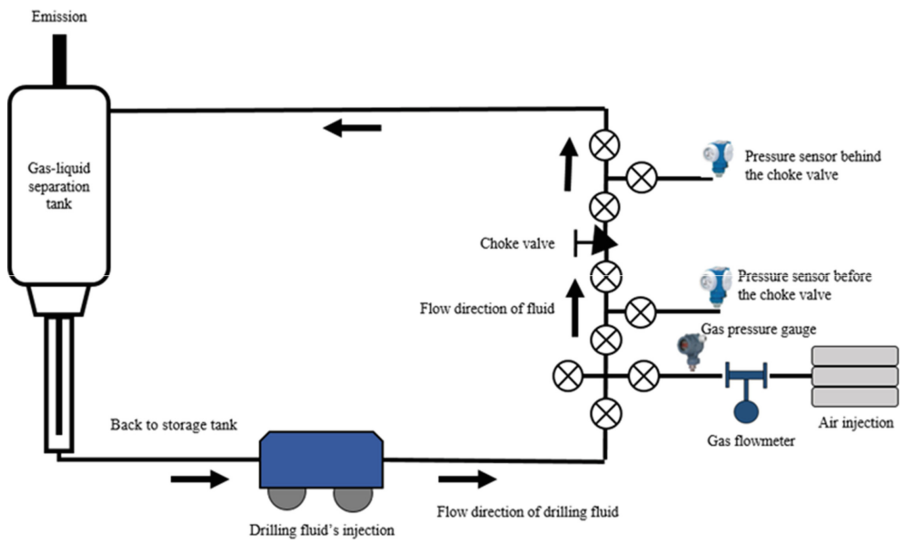 Emission
Gas-liquid
separation
tank
Pressure sensor behind
the choke valve
Choke valve
Pressure sensor before
the choke valve
Flow direction of fluid
Gas pressure gauge
Air injection
Gas flowmeter
Back to storage tank
Flow direction of drilling fluid
Drilling fluid's injection